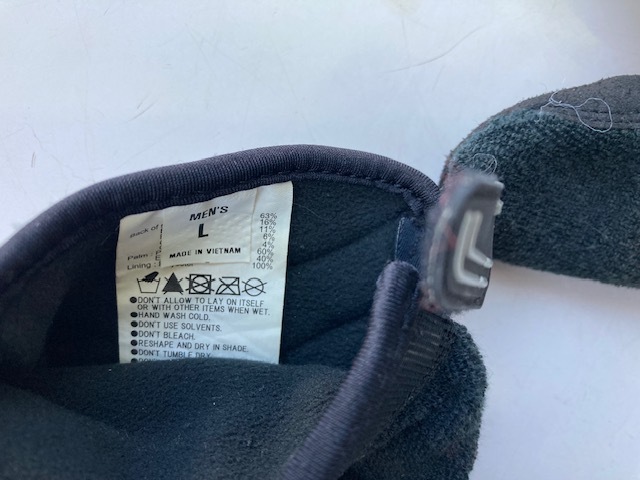 MEN'S
L
MADE IN VIETNAM
Back of
Palm :
Lining :
63%
16%
11%
6%
4%
60%
40%
100%
●DON'T ALLOW TO LAY ON ITSELF
OR WITH OTHER ITEMS WHEN WET.
●HAND WASH COLD.
●DON'T USE SOLVENTS.
●DON'T BLEACH.
●RESHAPE AND DRY IN SHADE.
●DON'T TUMBLE DRY